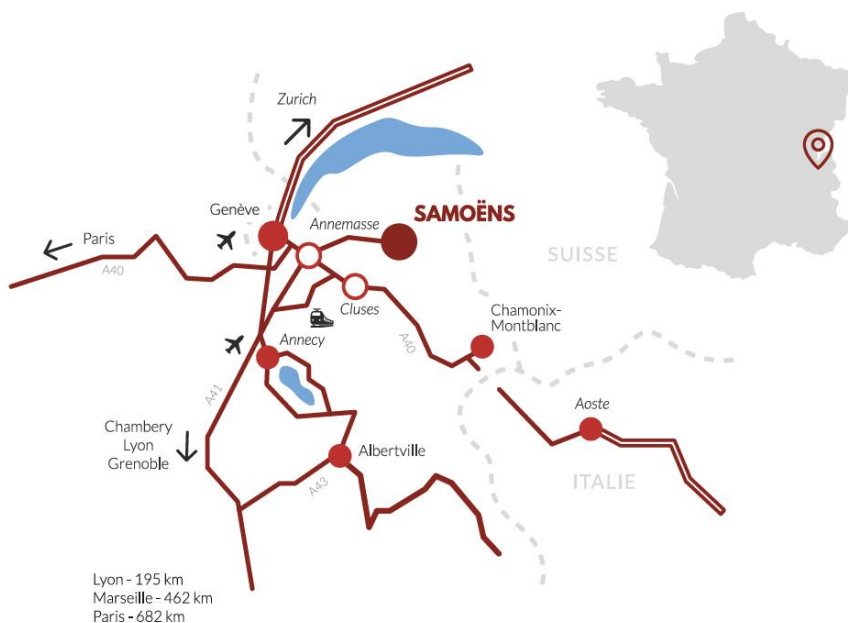 Zurich
Genève
Annemasse
SAMOËNS
Paris
A40
SUISSE
Cluses
Chamonix-
Montblanc
Annecy
A40
A41
Aoste
Chambery
Lyon
Grenoble
Albertville
A43
ITALIE
Lyon - 195 km
Marseille - 462 km
Paris - 682 km